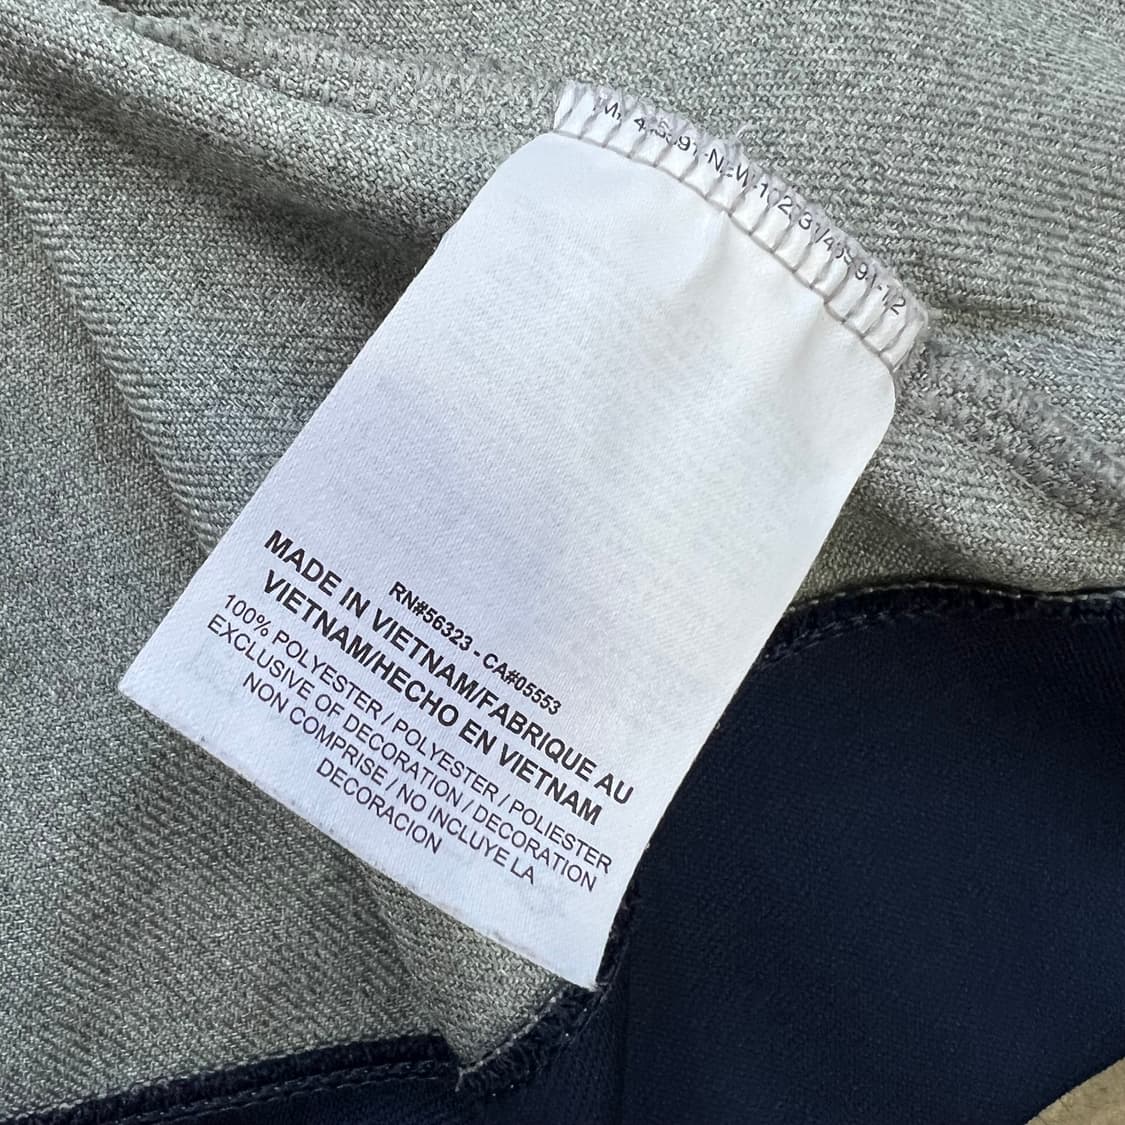 RN#56323 - CA#05553
MADE IN VIETNAM/FABRIQUE AU
VIETNAM/HECHO EN VIETNAM
100% POLYESTER / POLYESTER / POLIESTER
EXCLUSIVE OF DECORATION / DECORATION
NON COMPRISE / NO INCLUYE LA
DECORACION